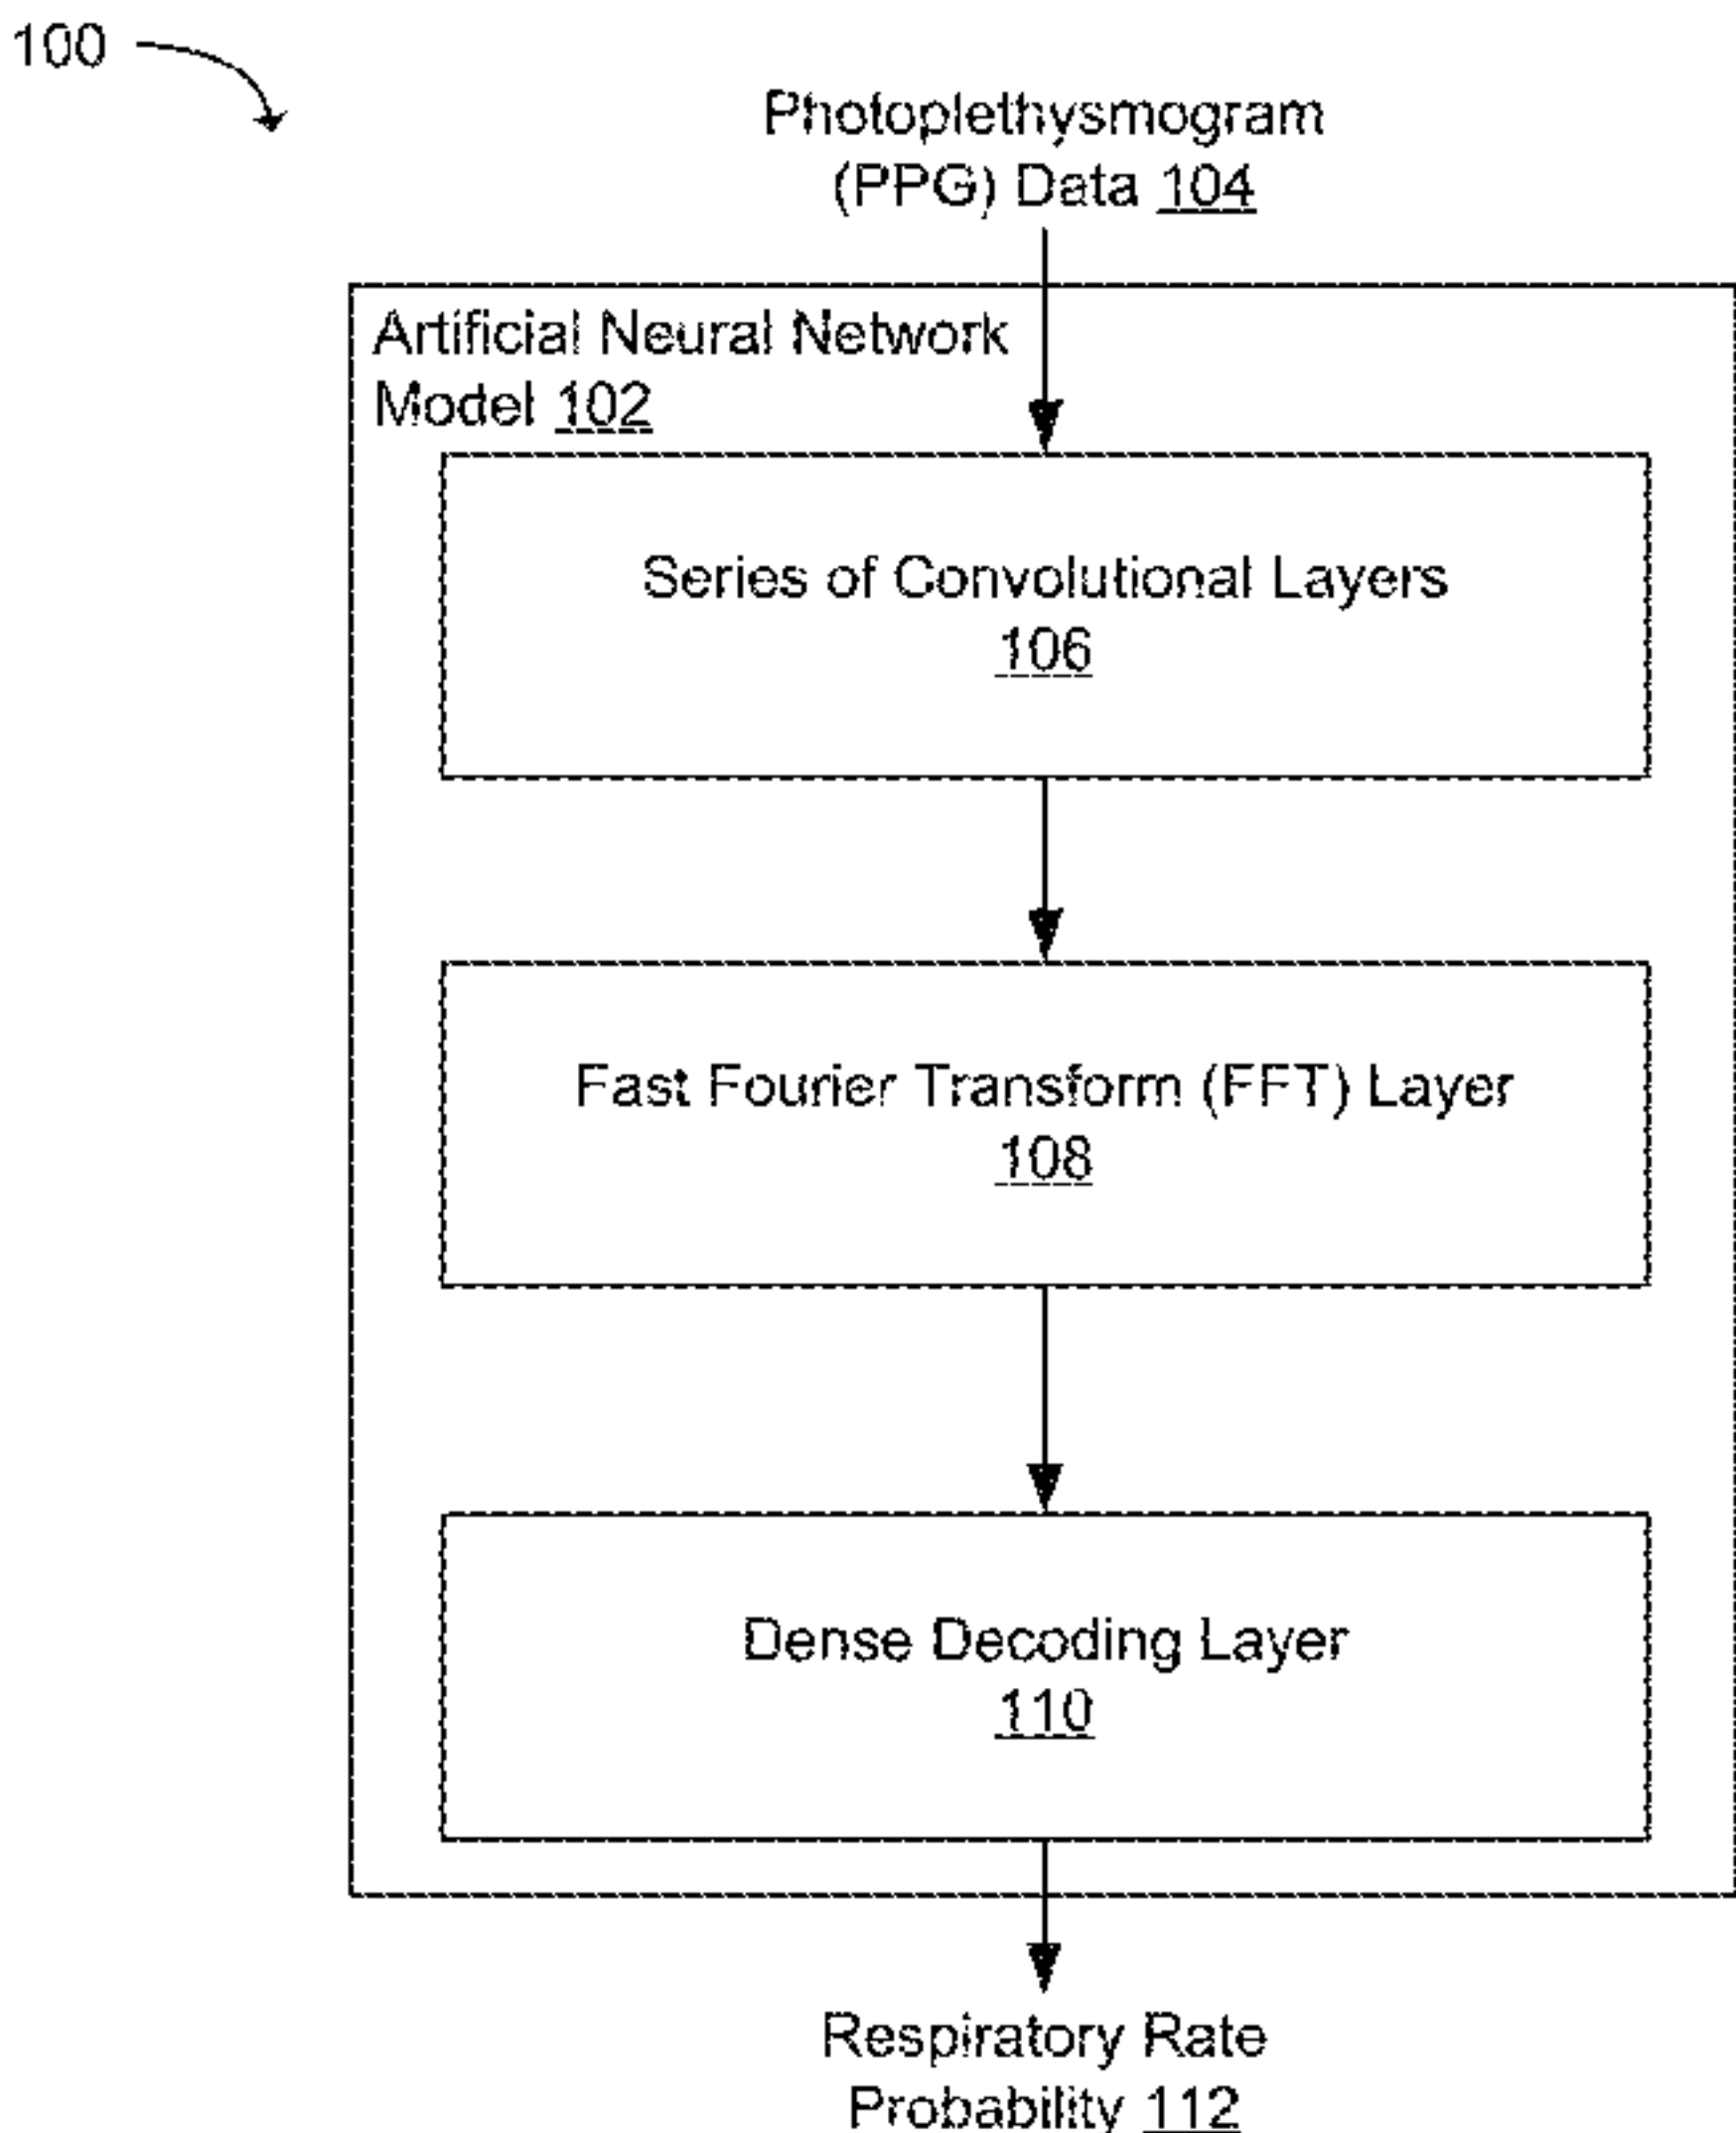 100
Photoplethysmogram
(PPG) Data 104
Artificial Neural Network
Model 102
Series of Convolutional Layers
106
Fast Fourier Transform (FFT) Layer
108
Dense Decoding Layer
110
Respiratory Rate
Probability 112